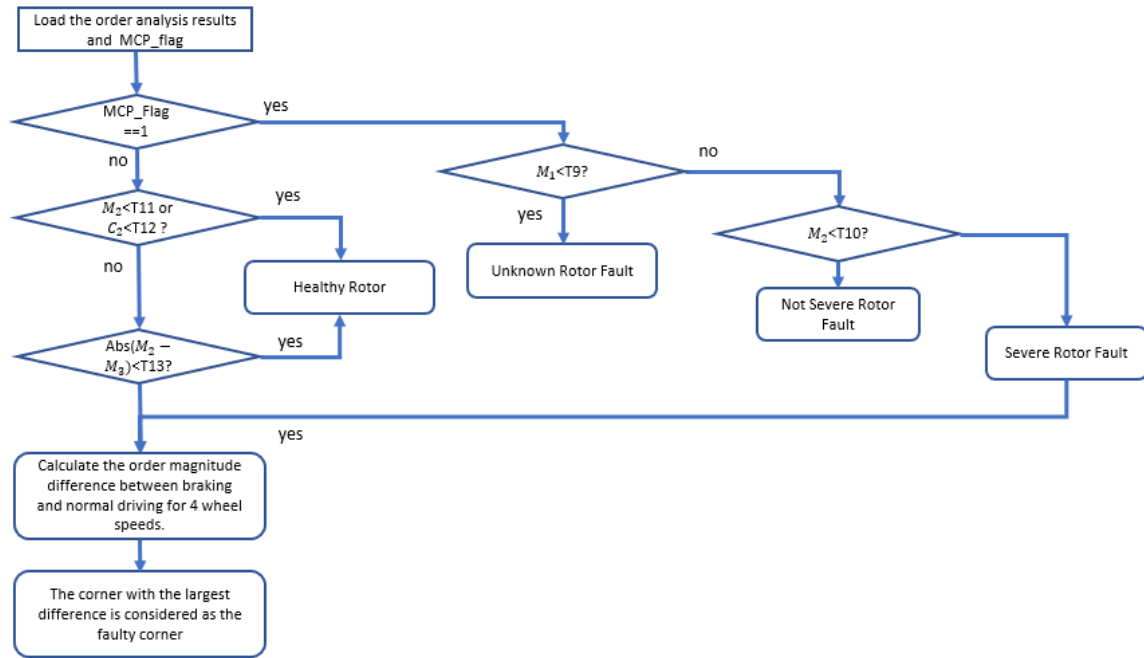 Load the order analysis results
and MCP_flag
MCP_Flag
==1
yes
no
M₁<T9?
no
yes
M₂<T11 or
C₂<T12 ?
yes
no
M₂<T10?
Unknown Rotor Fault
Healthy Rotor
Not Severe Rotor
Fault
Abs(M₂ −
M₃)<T13?
yes
Severe Rotor Fault
yes
Calculate the order magnitude
difference between braking
and normal driving for 4 wheel
speeds.
The corner with the largest
difference is considered as the
faulty corner